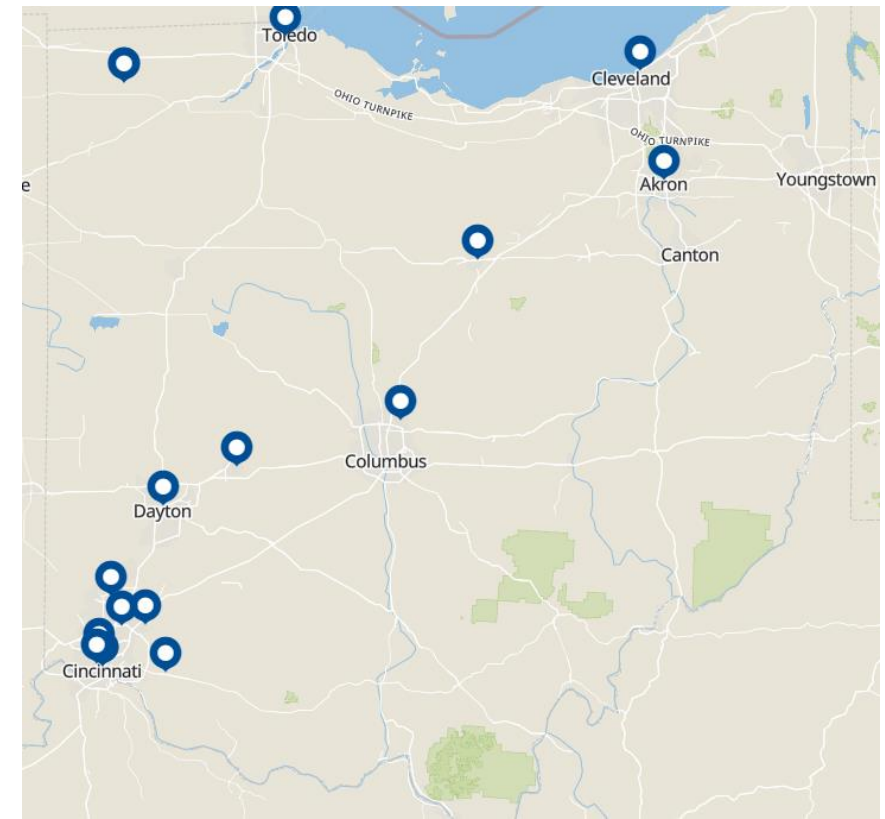 Toledo
Cleveland
OHIO TURNPIKE
OHIO TURNPIKE
e
Akron
Youngstown
Canton
Columbus
Dayton
Cincinnati